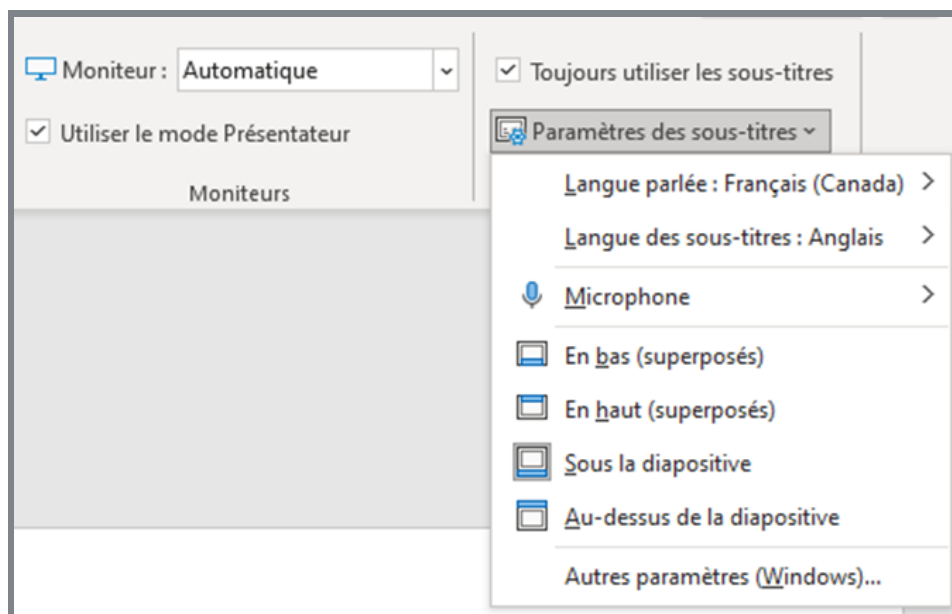 Moniteur : Automatique
Utiliser le mode Présentateur
Moniteurs
Toujours utiliser les sous-titres
Paramètres des sous-titres
Langue parlée : Français (Canada)
Langue des sous-titres : Anglais
Microphone
En bas (superposés)
En haut (superposés)
Sous la diapositive
Au-dessus de la diapositive
Autres paramètres (Windows)...